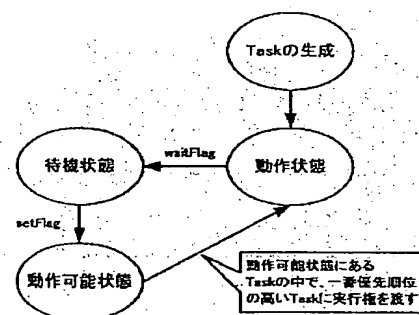 Taskの生成
待機状態
waitFlag
動作状態
setFlag
動作可能状態
動作可能状態にある
Taskの中で、一番優先順位
の高いTaskに実行権を渡す